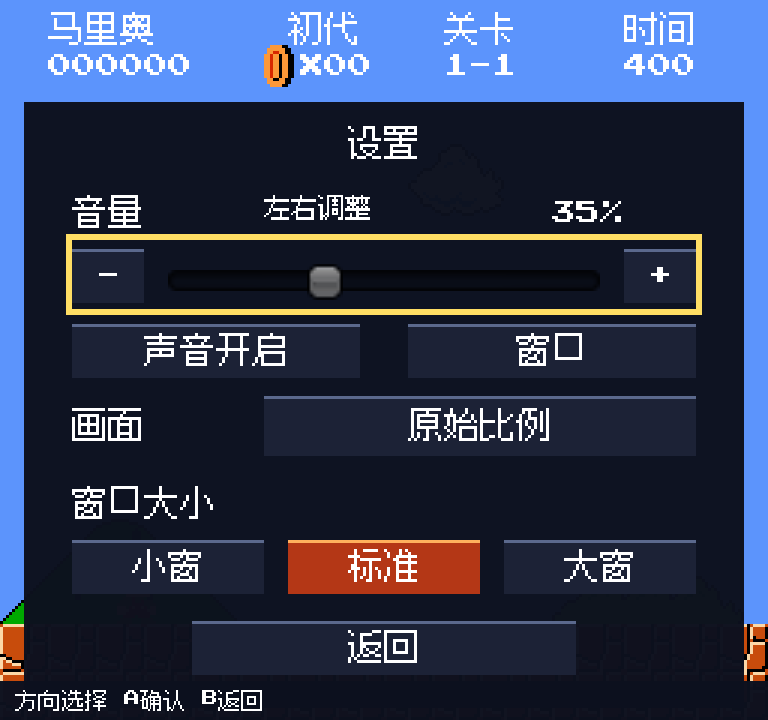 马里奥 初代 关卡 时间
000000 ×00 1-1 400
设置
音量 左右调整 35%
- +
声音开启 窗口
画面 原始比例
窗口大小
小窗 标准 大窗
返回
方向选择 A确认 B返回